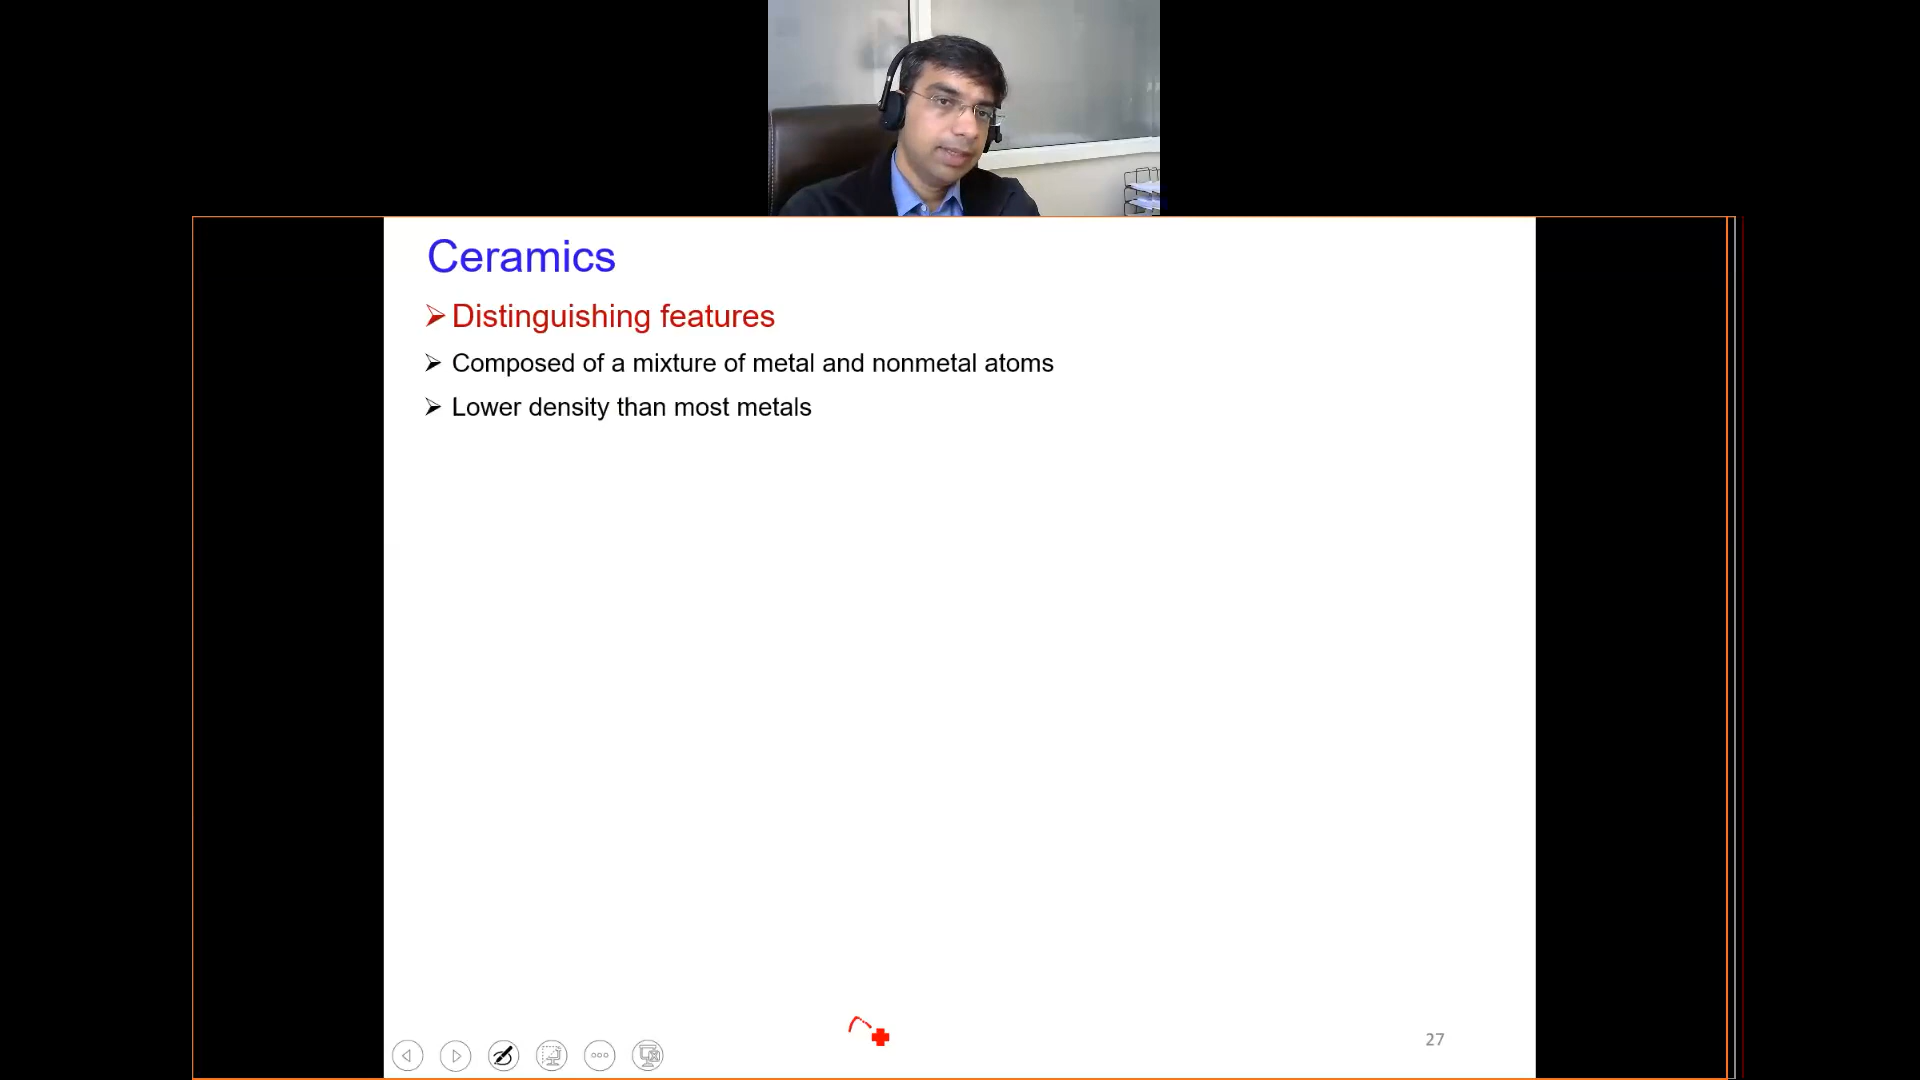 Ceramics
Distinguishing features
Composed of a mixture of metal and nonmetal atoms
Lower density than most metals
27